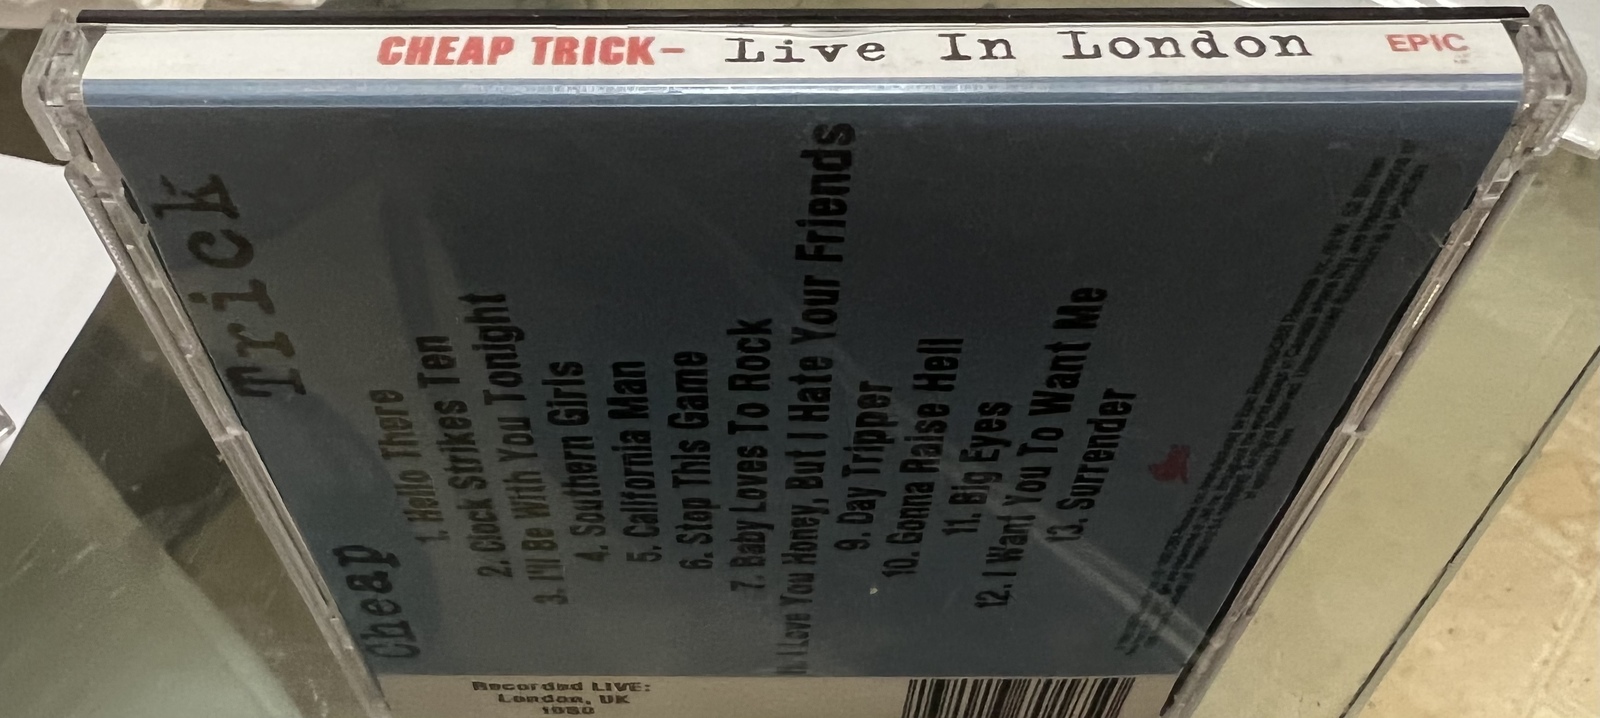 CHEAP TRICK- Live In London EPIC
Cheap Trick
1. Hello There
2. Clock Strikes Ten
3. I'll Be With You Tonight
4. Southern Girls
5. California Man
6. Stop This Game
7. Baby Loves To Rock
I Love You Honey, But I Hate Your Friends
9. Day Tripper
10. Gonna Raise Hell
11. Big Eyes
12. I Want You To Want Me
13. Surrender
Recorded LIVE:
London, UK
1980